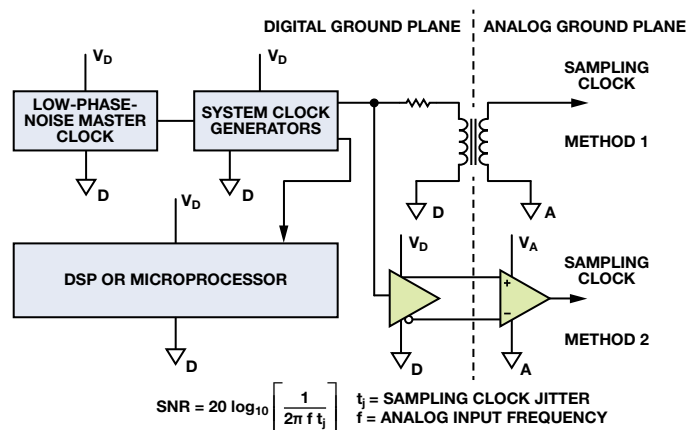 DIGITAL GROUND PLANE
ANALOG GROUND PLANE
V_D
V_D
SAMPLING
CLOCK
LOW-PHASE-
NOISE MASTER
CLOCK
SYSTEM CLOCK
GENERATORS
METHOD 1
D
D
D
A
V_D
V_D
V_A
SAMPLING
CLOCK
DSP OR MICROPROCESSOR
+
−
METHOD 2
D
D
A
SNR = 20 log₁₀ [1 / 2π f t_j]
t_j = SAMPLING CLOCK JITTER
f = ANALOG INPUT FREQUENCY